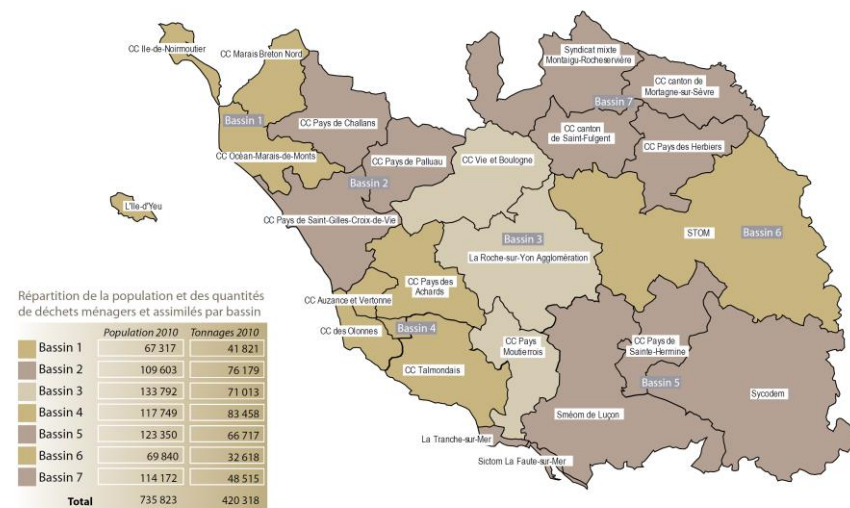 CC Ile-de-Noirmoutier
CC Marais Breton Nord
Syndicat mixte
Montaigu-Rocheservière
CC canton de
Mortagne-sur-Sèvre
Bassin 7
Bassin 1
CC Pays de Challans
CC canton
de Saint-Fulgent
CC Pays des Herbiers
CC Océan-Marais-de-Monts
CC Pays de Palluau
CC Vie et Boulogne
Bassin 2
L'Ile-d'Yeu
CC Pays de Saint-Gilles-Croix-de-Vie
STOM
Bassin 6
Bassin 3
La Roche-sur-Yon Agglomération
CC Pays des
Achards
CC Auzance et Vertonne
CC des Olonnes
Bassin 4
CC Pays
Moutierrois
CC Pays de
Sainte-Hermine
CC Talmondais
Bassin 5
Sycodem
Sméom de Luçon
La Tranche-sur-Mer
Sictom La Faute-sur-Mer
Répartition de la population et des quantités
de déchets ménagers et assimilés par bassin
Population 2010 Tonnages 2010
Bassin 1 67 317 41 821
Bassin 2 109 603 76 179
Bassin 3 133 792 71 013
Bassin 4 117 749 83 458
Bassin 5 123 350 66 717
Bassin 6 69 840 32 618
Bassin 7 114 172 48 515
Total 735 823 420 318